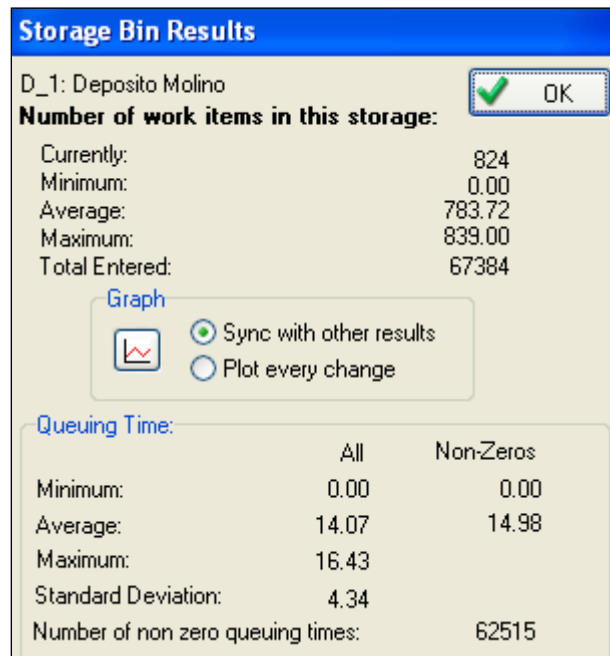 Storage Bin Results
D_1: Deposito Molino
OK
Number of work items in this storage:
Currently: 824
Minimum: 0.00
Average: 783.72
Maximum: 839.00
Total Entered: 67384
Graph
Sync with other results
Plot every change
Queuing Time:
All Non-Zeros
Minimum: 0.00 0.00
Average: 14.07 14.98
Maximum: 16.43
Standard Deviation: 4.34
Number of non zero queuing times: 62515